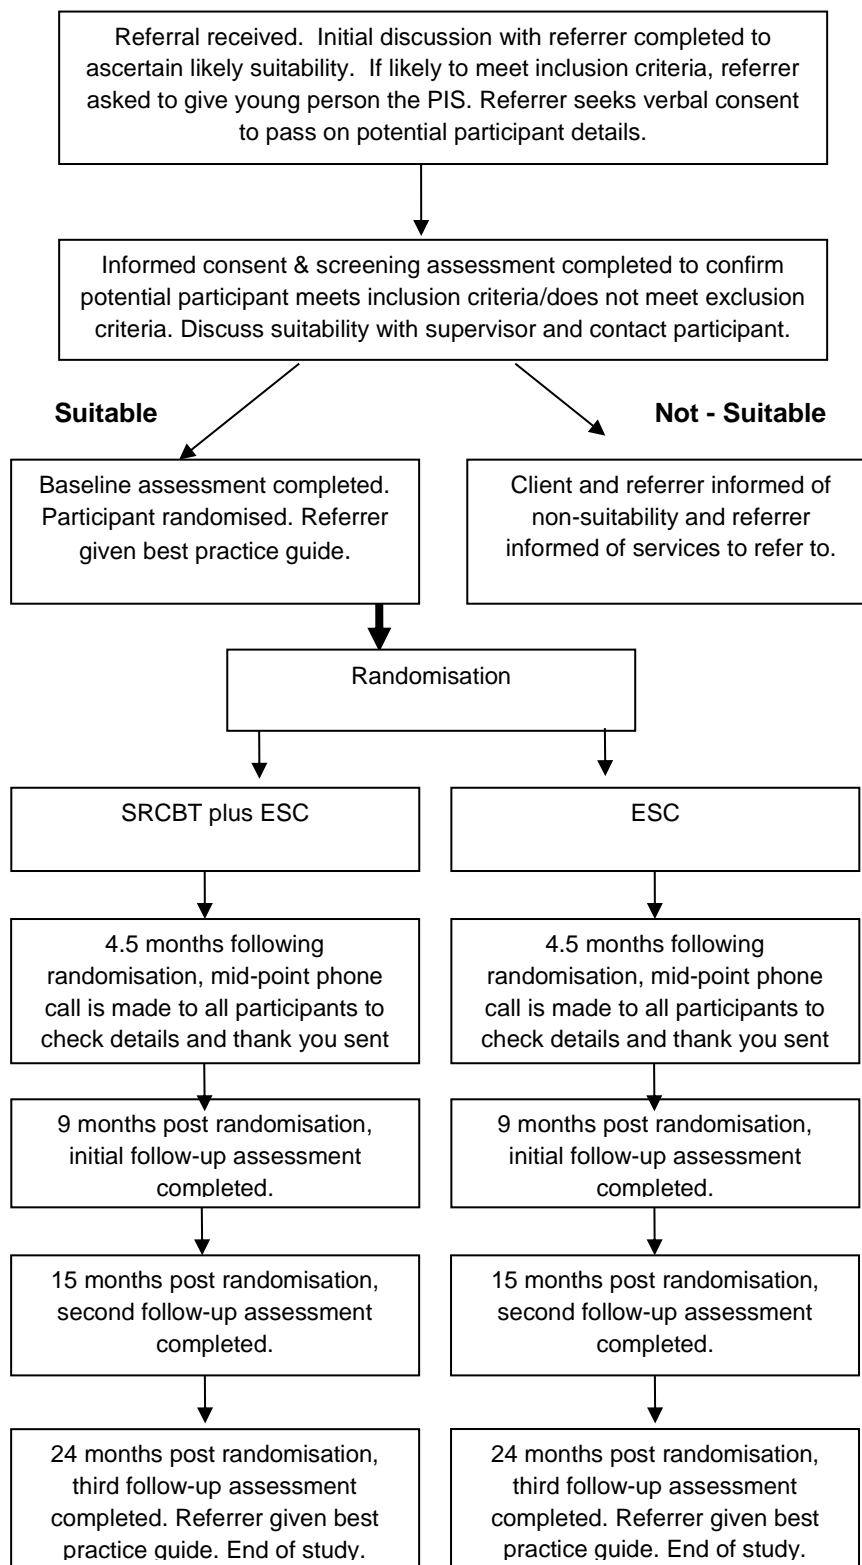 Referral received.  Initial discussion with referrer completed to
ascertain likely suitability.  If likely to meet inclusion criteria, referrer
asked to give young person the PIS. Referrer seeks verbal consent
to pass on potential participant details.
Informed consent & screening assessment completed to confirm
potential participant meets inclusion criteria/does not meet exclusion
criteria. Discuss suitability with supervisor and contact participant.
Suitable
Not - Suitable
Baseline assessment completed.
Participant randomised. Referrer
given best practice guide.
Client and referrer informed of
non-suitability and referrer
informed of services to refer to.
Randomisation
SRCBT plus ESC
ESC
4.5 months following
randomisation, mid-point phone
call is made to all participants to
check details and thank you sent
4.5 months following
randomisation, mid-point phone
call is made to all participants to
check details and thank you sent
9 months post randomisation,
initial follow-up assessment
completed.
9 months post randomisation,
initial follow-up assessment
completed.
15 months post randomisation,
second follow-up assessment
completed.
15 months post randomisation,
second follow-up assessment
completed.
24 months post randomisation,
third follow-up assessment
completed. Referrer given best
practice guide. End of study.
24 months post randomisation,
third follow-up assessment
completed. Referrer given best
practice guide. End of study.